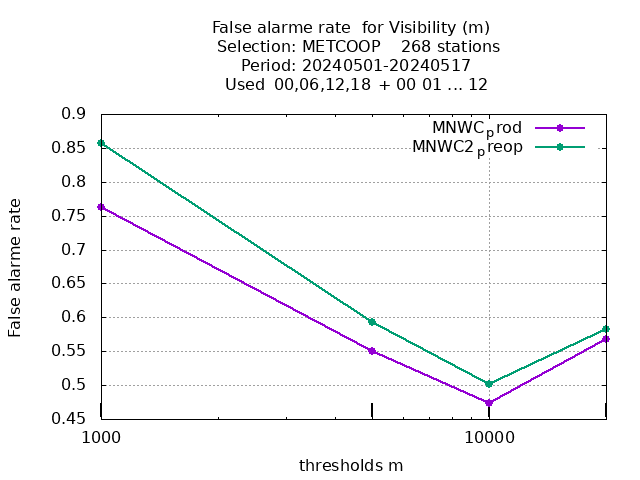 False alarme rate  for Visibility (m)
Selection: METCOOP    268 stations
Period: 20240501-20240517
Used  00,06,12,18 + 00 01 ... 12
0.9
0.85
0.8
0.75
0.7
0.65
0.6
0.55
0.5
0.45
False alarme rate
MNWCprod
MNWC2preop
1000
10000
thresholds m